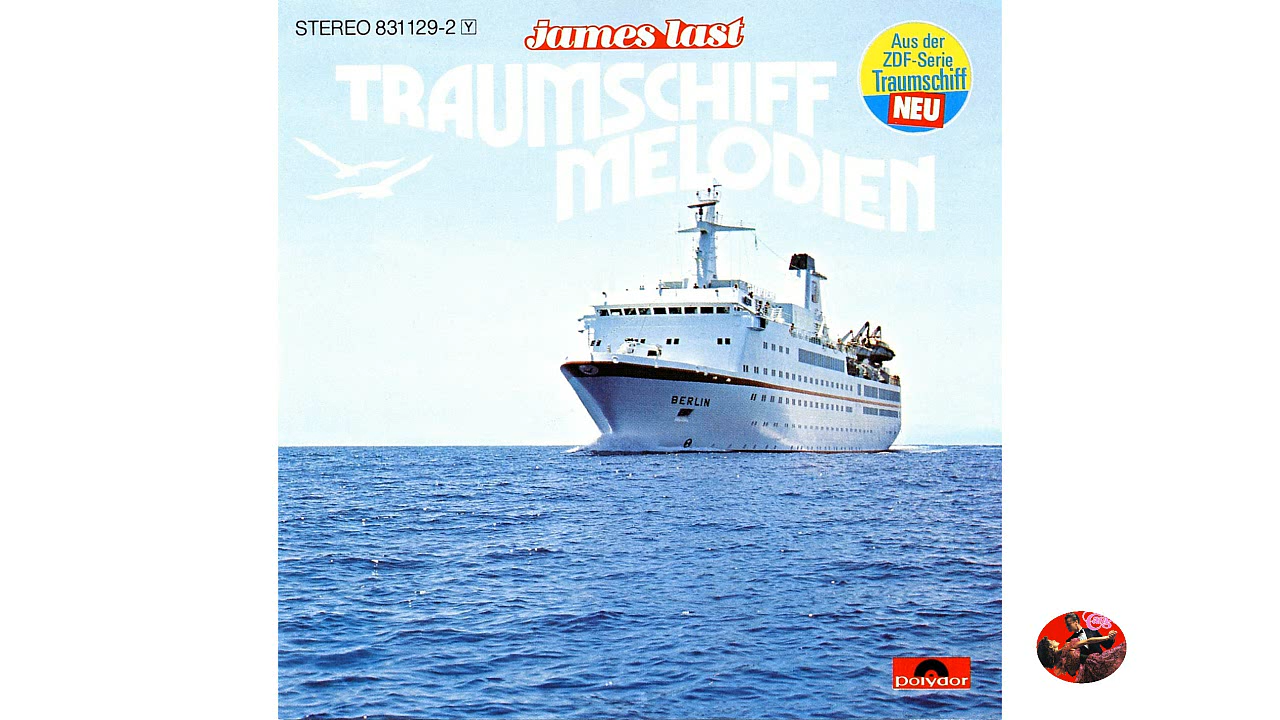 STEREO 831129-2 Y
james last
TRAUMSCHIFF
MELODIEN
Aus der
ZDF-Serie
Traumschiff
NEU
BERLIN
polydor